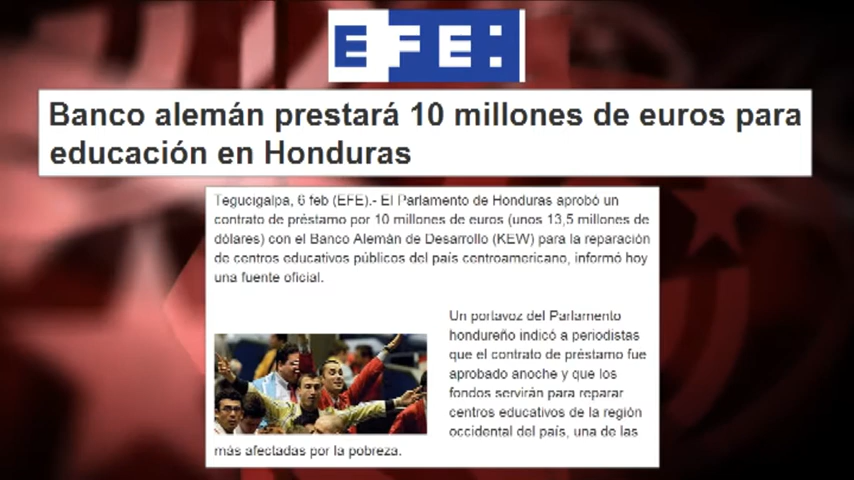 EFE:
Banco alemán prestará 10 millones de euros para
educación en Honduras
Tegucigalpa, 6 feb (EFE).- El Parlamento de Honduras aprobó un
contrato de préstamo por 10 millones de euros (unos 13,5 millones de
dólares) con el Banco Alemán de Desarrollo (KEW) para la reparación
de centros educativos públicos del país centroamericano, informó hoy
una fuente oficial.
Un portavoz del Parlamento
hondureño indicó a periodistas
que el contrato de préstamo fue
aprobado anoche y que los
fondos servirán para reparar
centros educativos de la región
occidental del país, una de las
más afectadas por la pobreza.